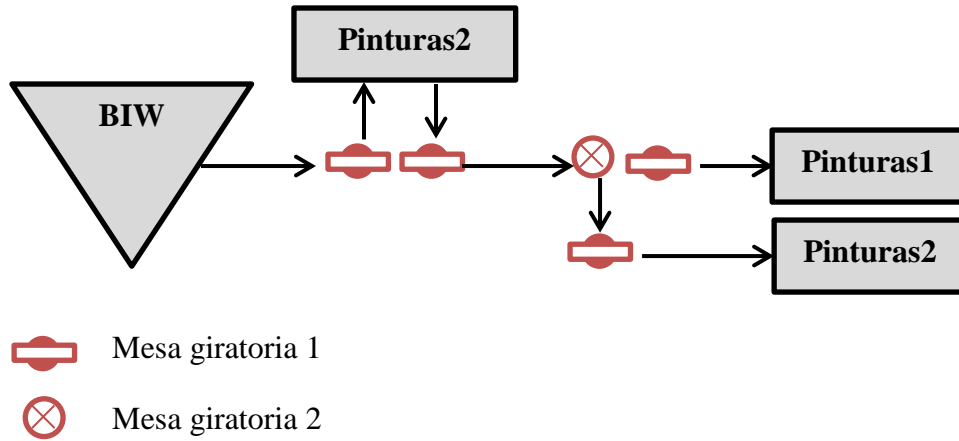 Pinturas2
BIW
Pinturas1
Pinturas2
Mesa giratoria 1
Mesa giratoria 2